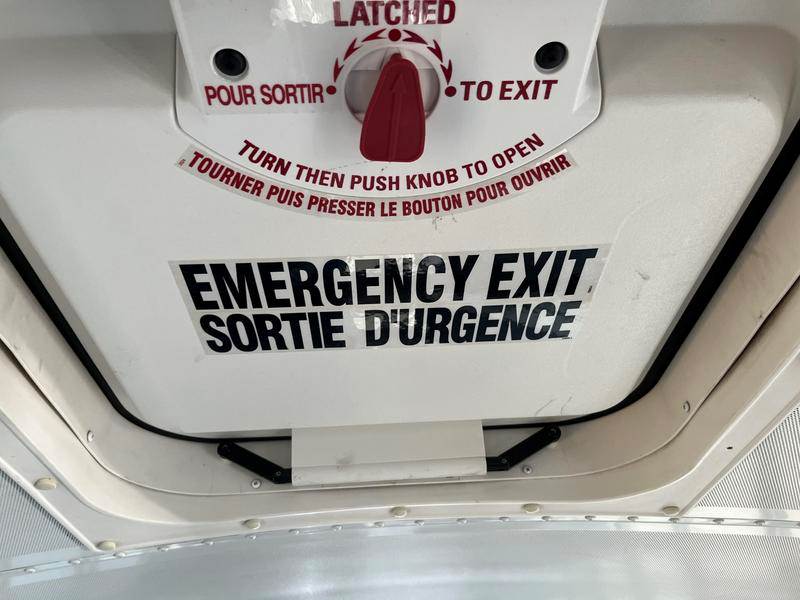 LATCHED
POUR SORTIR TO EXIT
TURN THEN PUSH KNOB TO OPEN
TOURNER PUIS PRESSER LE BOUTON POUR OUVRIR
EMERGENCY EXIT
SORTIE D'URGENCE